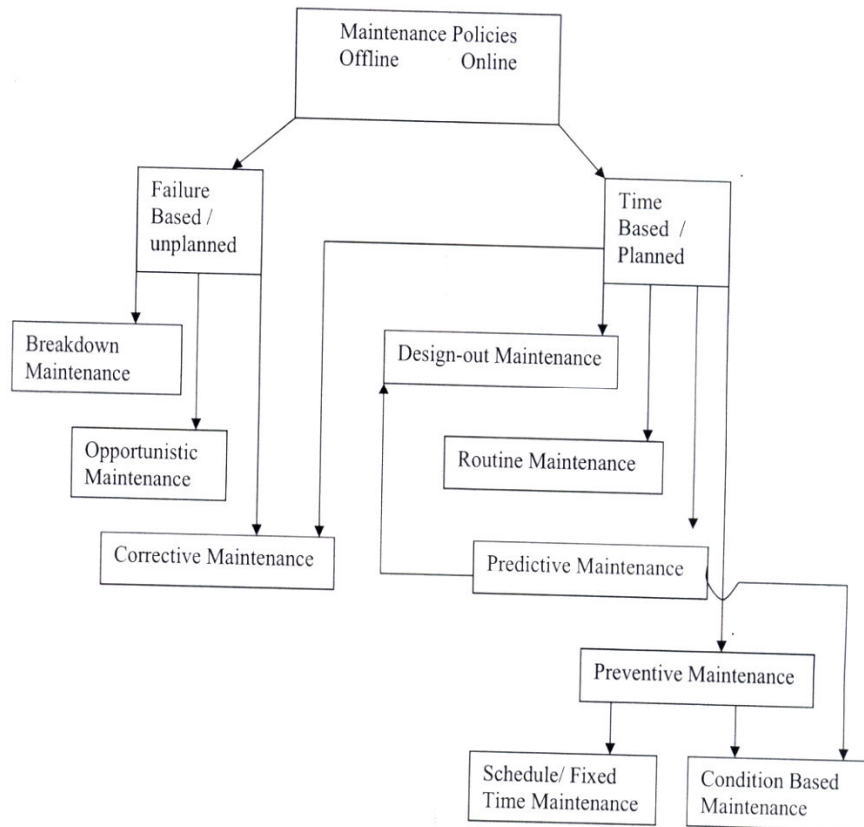 Maintenance Policies
Offline Online
Failure
Based /
unplanned
Time
Based /
Planned
Breakdown
Maintenance
Design-out Maintenance
Opportunistic
Maintenance
Routine Maintenance
Corrective Maintenance
Predictive Maintenance
Preventive Maintenance
Schedule/ Fixed
Time Maintenance
Condition Based
Maintenance